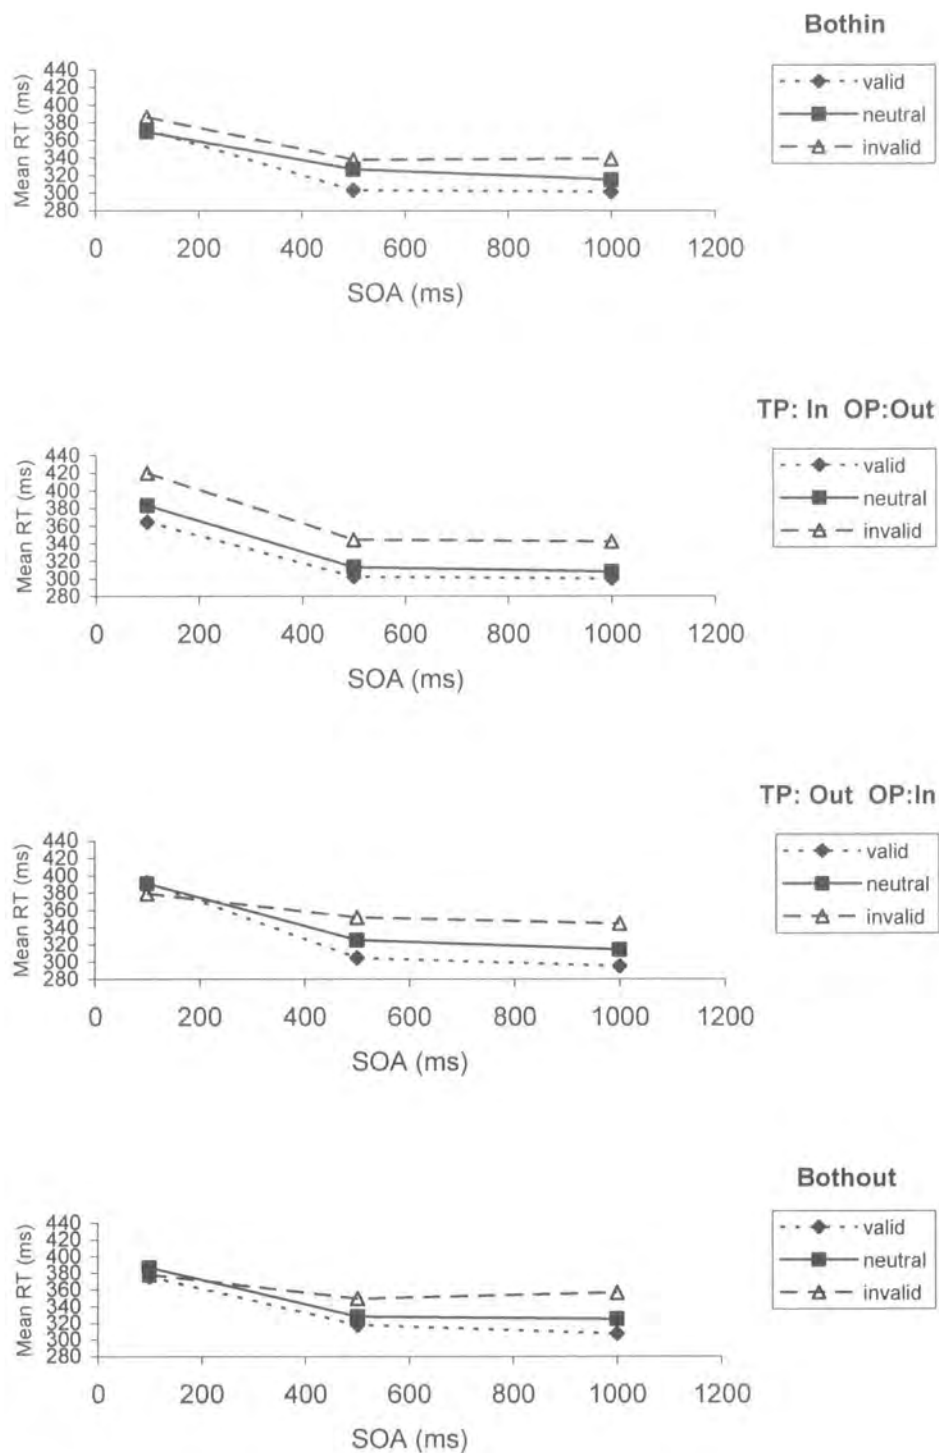 Bothin
valid
neutral
invalid
Mean RT (ms)
440
420
400
380
360
340
320
300
280
0 200 400 600 800 1000 1200
SOA (ms)
TP: In OP:Out
valid
neutral
invalid
Mean RT (ms)
440
420
400
380
360
340
320
300
280
0 200 400 600 800 1000 1200
SOA (ms)
TP: Out OP:In
valid
neutral
invalid
Mean RT (ms)
440
420
400
380
360
340
320
300
280
0 200 400 600 800 1000 1200
SOA (ms)
Bothout
valid
neutral
invalid
Mean RT (ms)
440
420
400
380
360
340
320
300
280
0 200 400 600 800 1000 1200
SOA (ms)